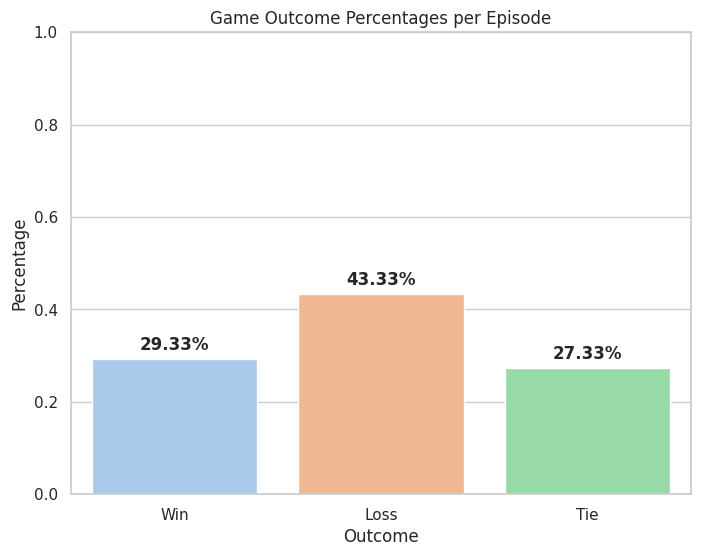 Game Outcome Percentages per Episode
1.0
0.8
0.6
0.4
0.2
0.0
Percentage
29.33%
43.33%
27.33%
Win
Loss
Tie
Outcome